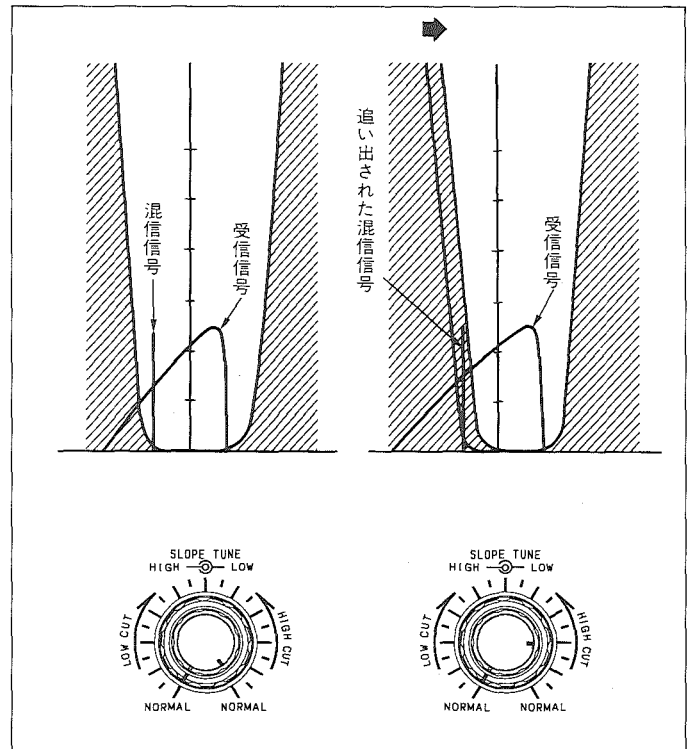 混信信号
受信信号
追い出された混信信号
受信信号
SLOPE TUNE
HIGH LOW
LOW CUT
HIGH CUT
NORMAL NORMAL
SLOPE TUNE
HIGH LOW
LOW CUT
HIGH CUT
NORMAL NORMAL